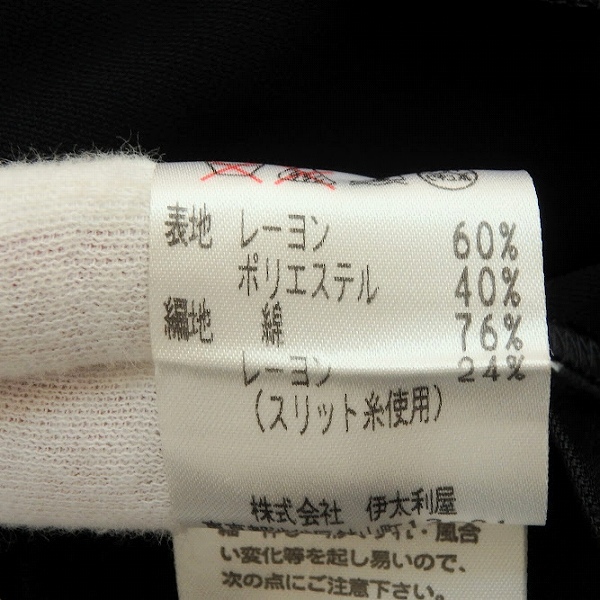 表地 レーヨン 60%
ポリエステル 40%
編地 綿 76%
レーヨン 24%
(スリット糸使用)
株式会社 伊太利屋
風合
い変化等を起し易いので、
次の点にご注意下さい。